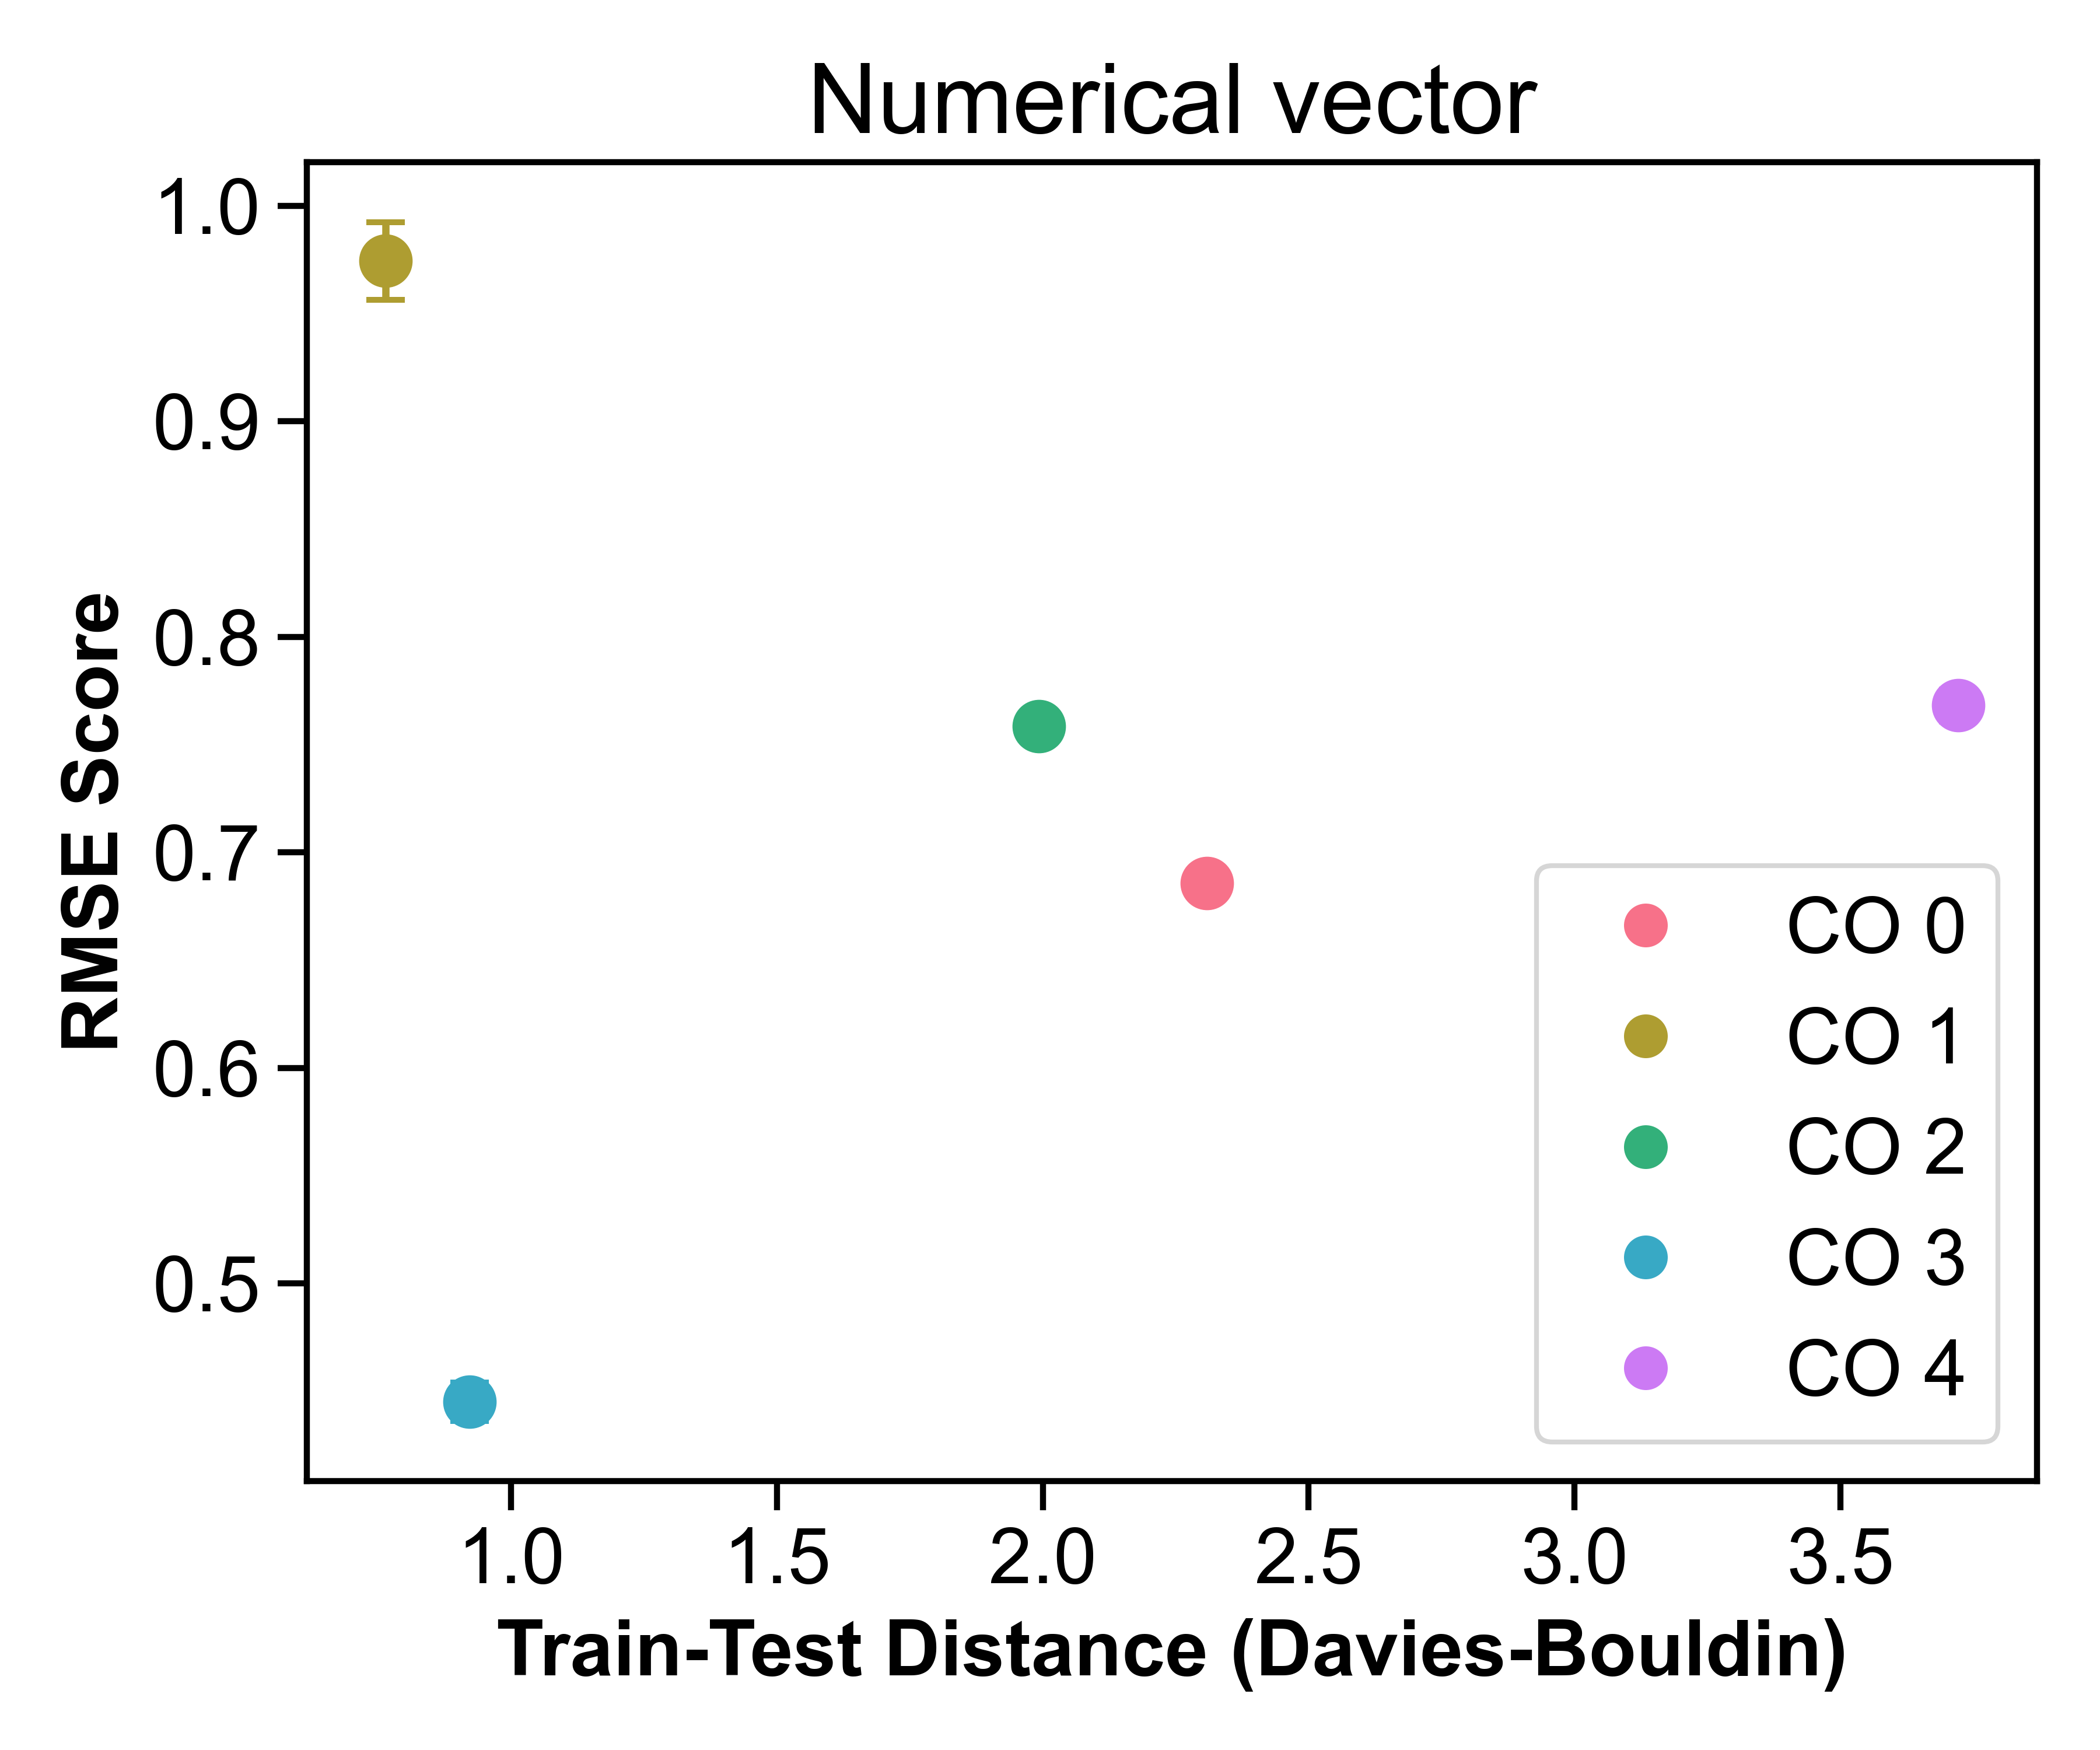 Numerical vector
1.0
0.9
0.8
0.7
0.6
0.5
RMSE Score
CO 0
CO 1
CO 2
CO 3
CO 4
1.0 1.5 2.0 2.5 3.0 3.5
Train-Test Distance (Davies-Bouldin)